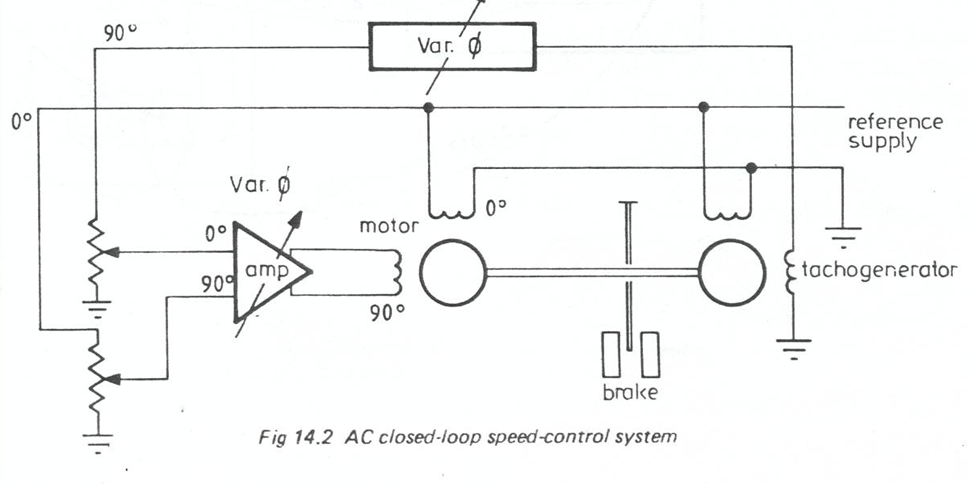 90°
Var. ϕ
0°
reference
supply
Var. ϕ
motor
0°
0°
amp
90°
90°
tachogenerator
brake
Fig 14.2 AC closed-loop speed-control system